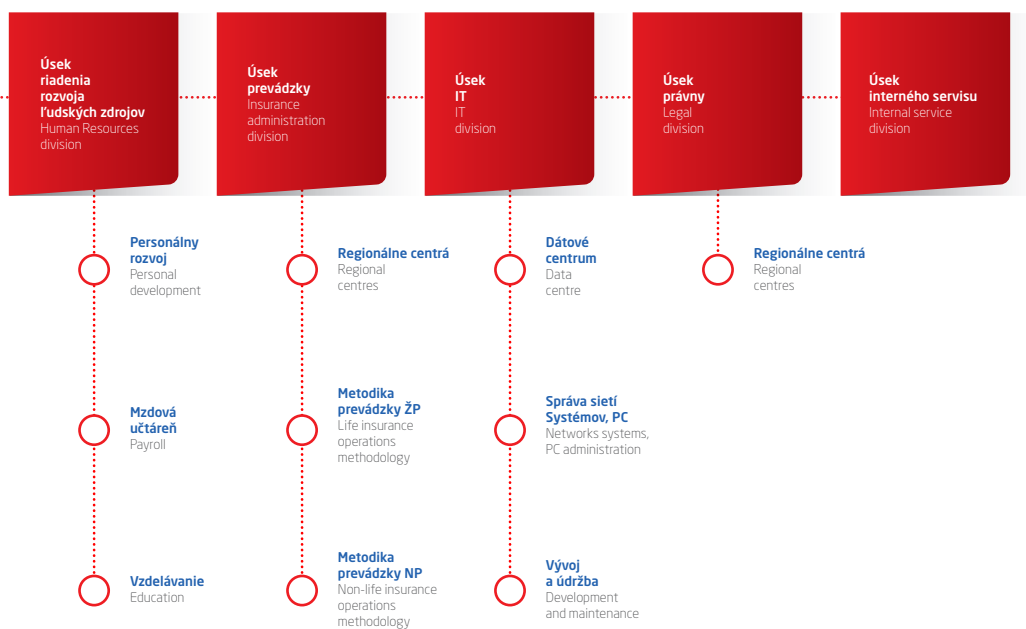 Úsek
riadenia
rozvoja
ľudských zdrojov
Human Resources
division
Úsek
prevádzky
Insurance
administration
division
Úsek
IT
IT
division
Úsek
právny
Legal
division
Úsek
interného servisu
Internal service
division
Personálny
rozvoj
Personal
development
Regionálne centrá
Regional
centres
Dátové
centrum
Data
centre
Regionálne centrá
Regional
centres
Mzdová
učtáreň
Payroll
Metodika
prevádzky ŽP
Life insurance
operations
methodology
Správa sietí
Systémov, PC
Networks systems,
PC administration
Vzdelávanie
Education
Metodika
prevádzky NP
Non-life insurance
operations
methodology
Vývoj
a údržba
Development
and maintenance